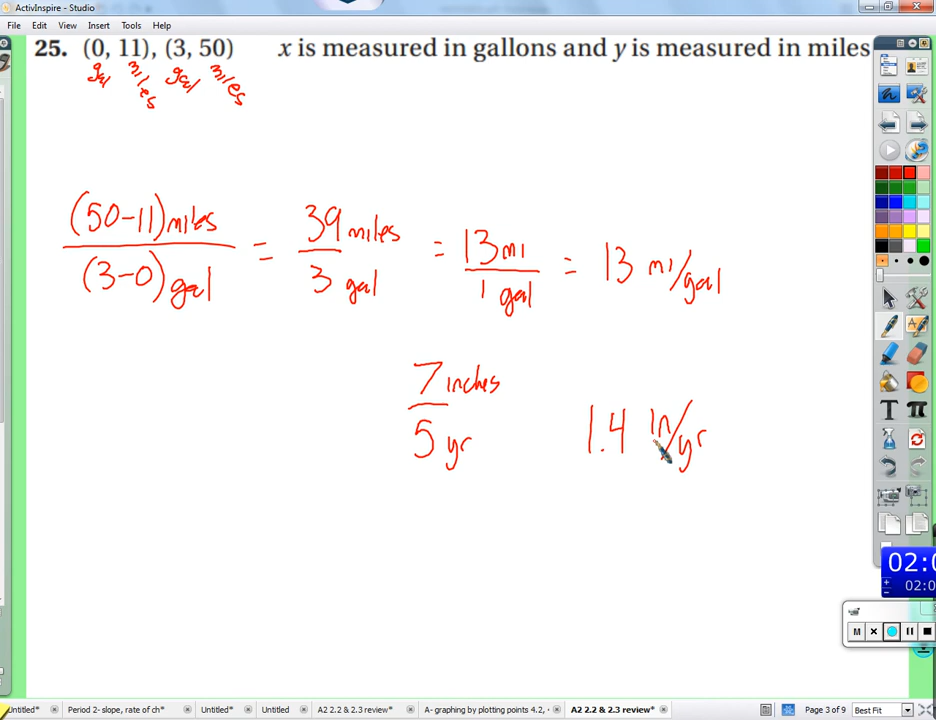 ActivInspire - Studio
File Edit View Insert Tools Help
25. (0, 11), (3, 50) x is measured in gallons and y is measured in miles
gal miles gal miles
(50-11)miles / (3-0)gal = 39 miles / 3 gal = 13 mi / 1 gal = 13 mi/gal
7 inches
5 yr
1.4 in/yr
02:0
02:0
M
Untitled* Period 2- slope, rate of ch* Untitled* Untitled A2 2.2 & 2.3 review* A- graphing by plotting points 4.2, A2 2.2 & 2.3 review* Page 3 of 9 Best Fit